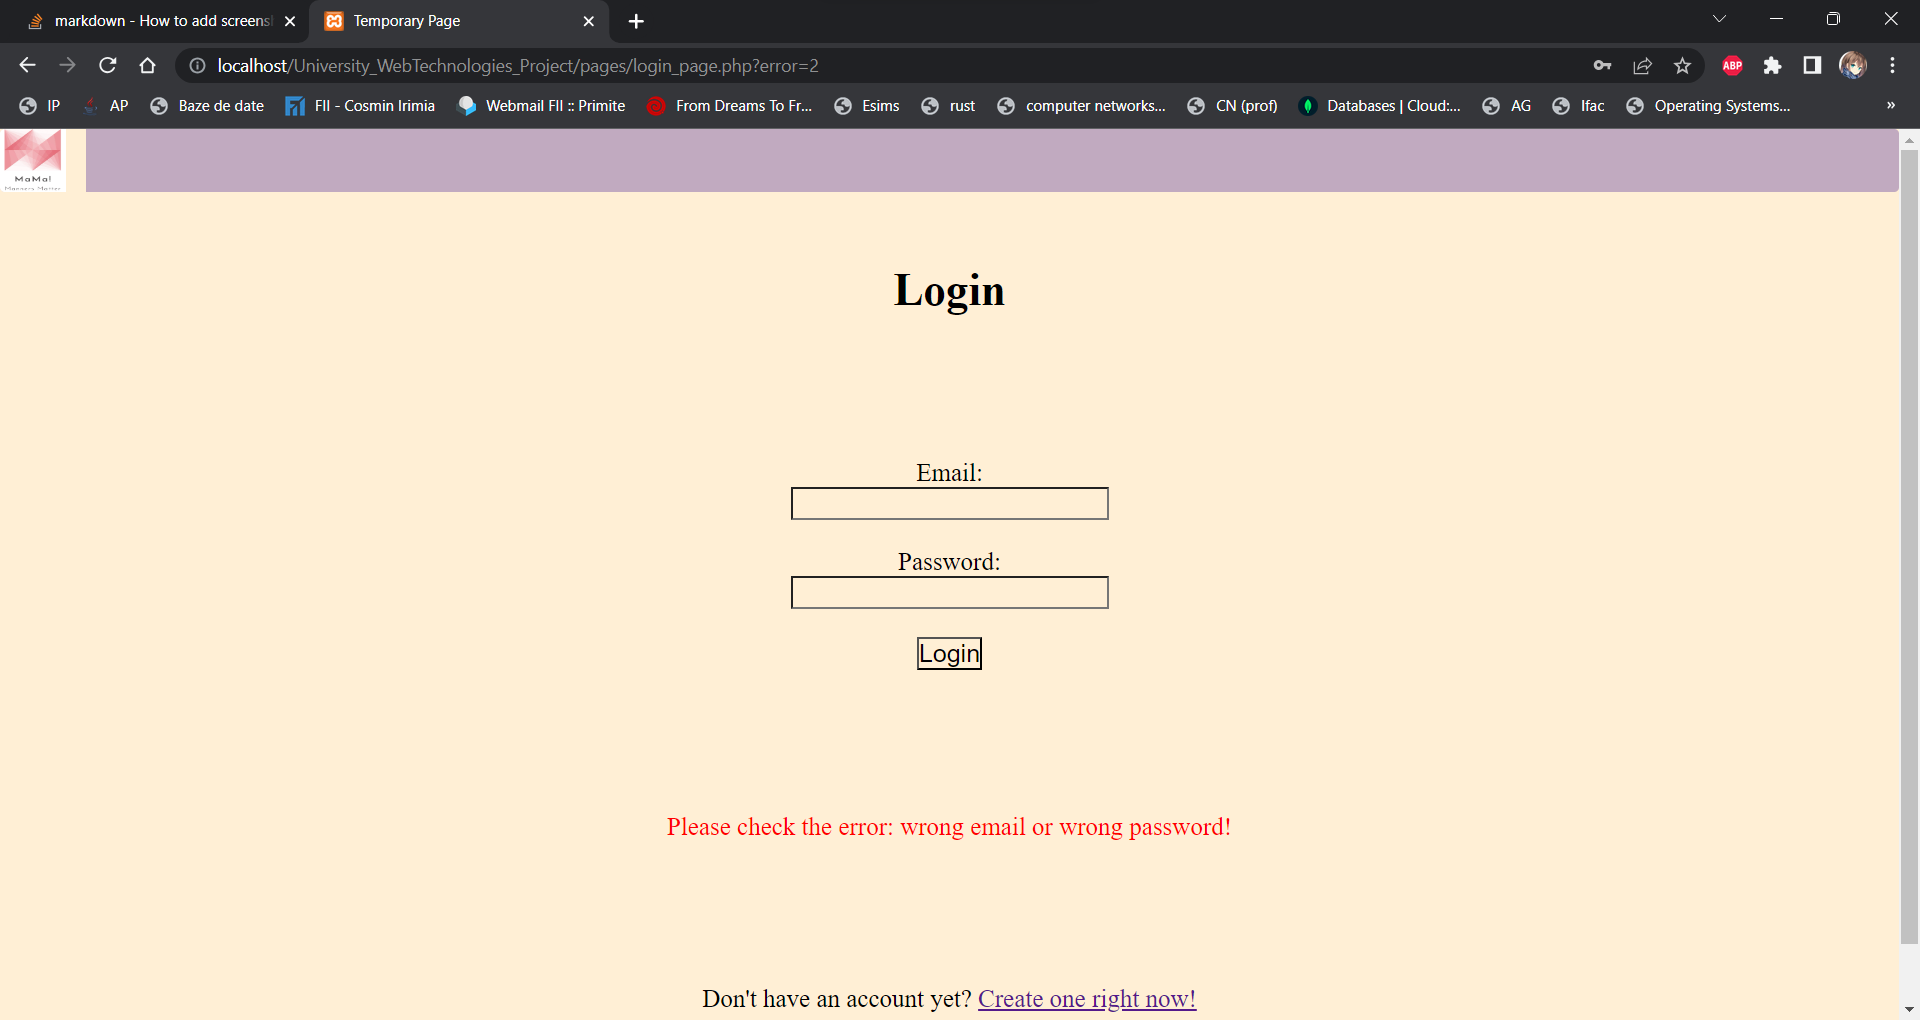 markdown - How to add screens
Temporary Page
localhost/University_WebTechnologies_Project/pages/login_page.php?error=2
ABP
IP
AP
Baze de date
FII - Cosmin Irimia
Webmail FII :: Primite
From Dreams To Fr...
Esims
rust
computer networks...
CN (prof)
Databases | Cloud:...
AG
Ifac
Operating Systems...
»
MaMa!
Login
Email:
Password:
Login
Please check the error: wrong email or wrong password!
Don't have an account yet? Create one right now!